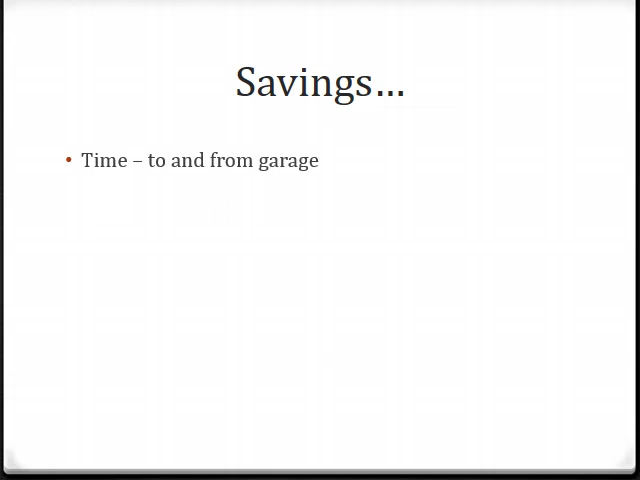 Savings…
• Time – to and from garage